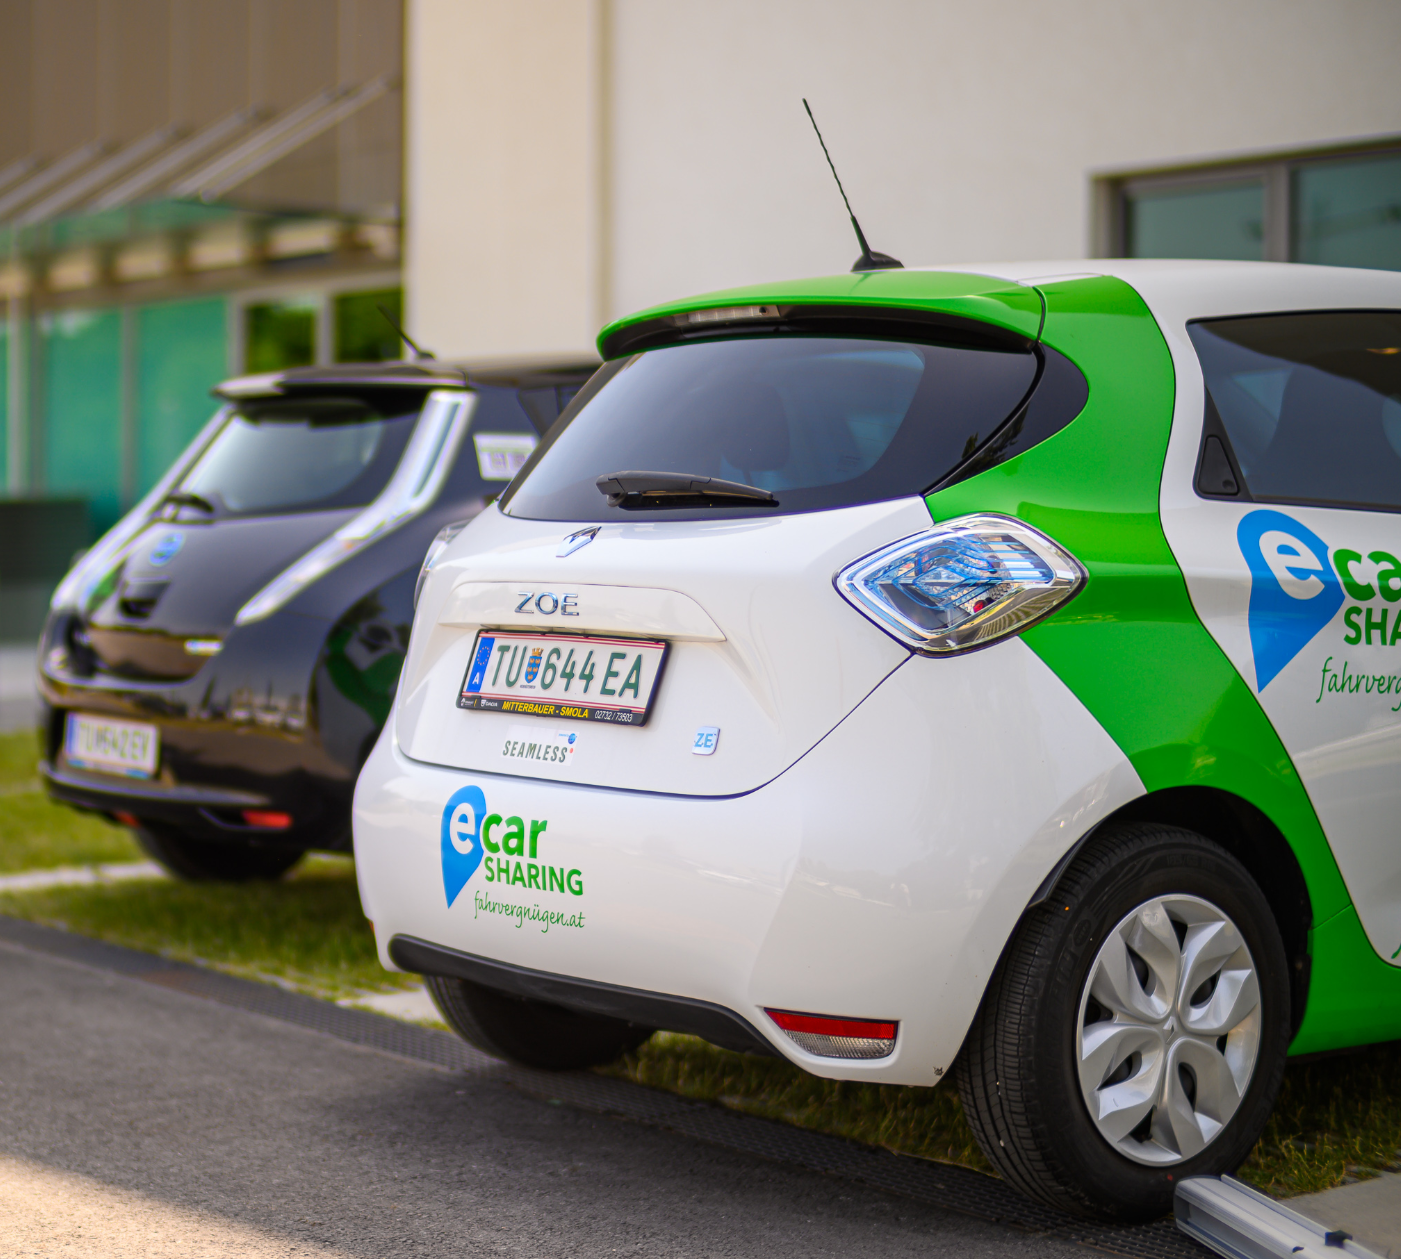 ZOE
A
TU 644 EA
MITTERBAUER - SMOLA 02732 / 73503
SEAMLESS
ZE
ecar
SHARING
fahrvergnügen.at
eca
SHA
fahrverg